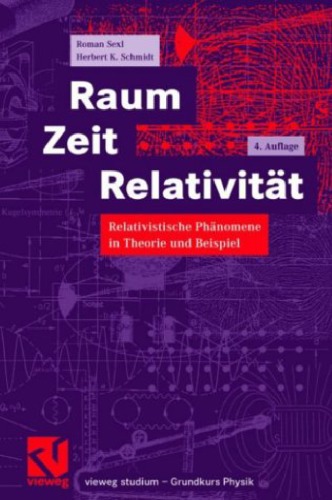 Roman Sexl
Herbert K. Schmidt
Raum
Zeit
4. Auflage
Relativität
Relativistische Phänomene
in Theorie und Beispiel
vieweg
vieweg studium – Grundkurs Physik